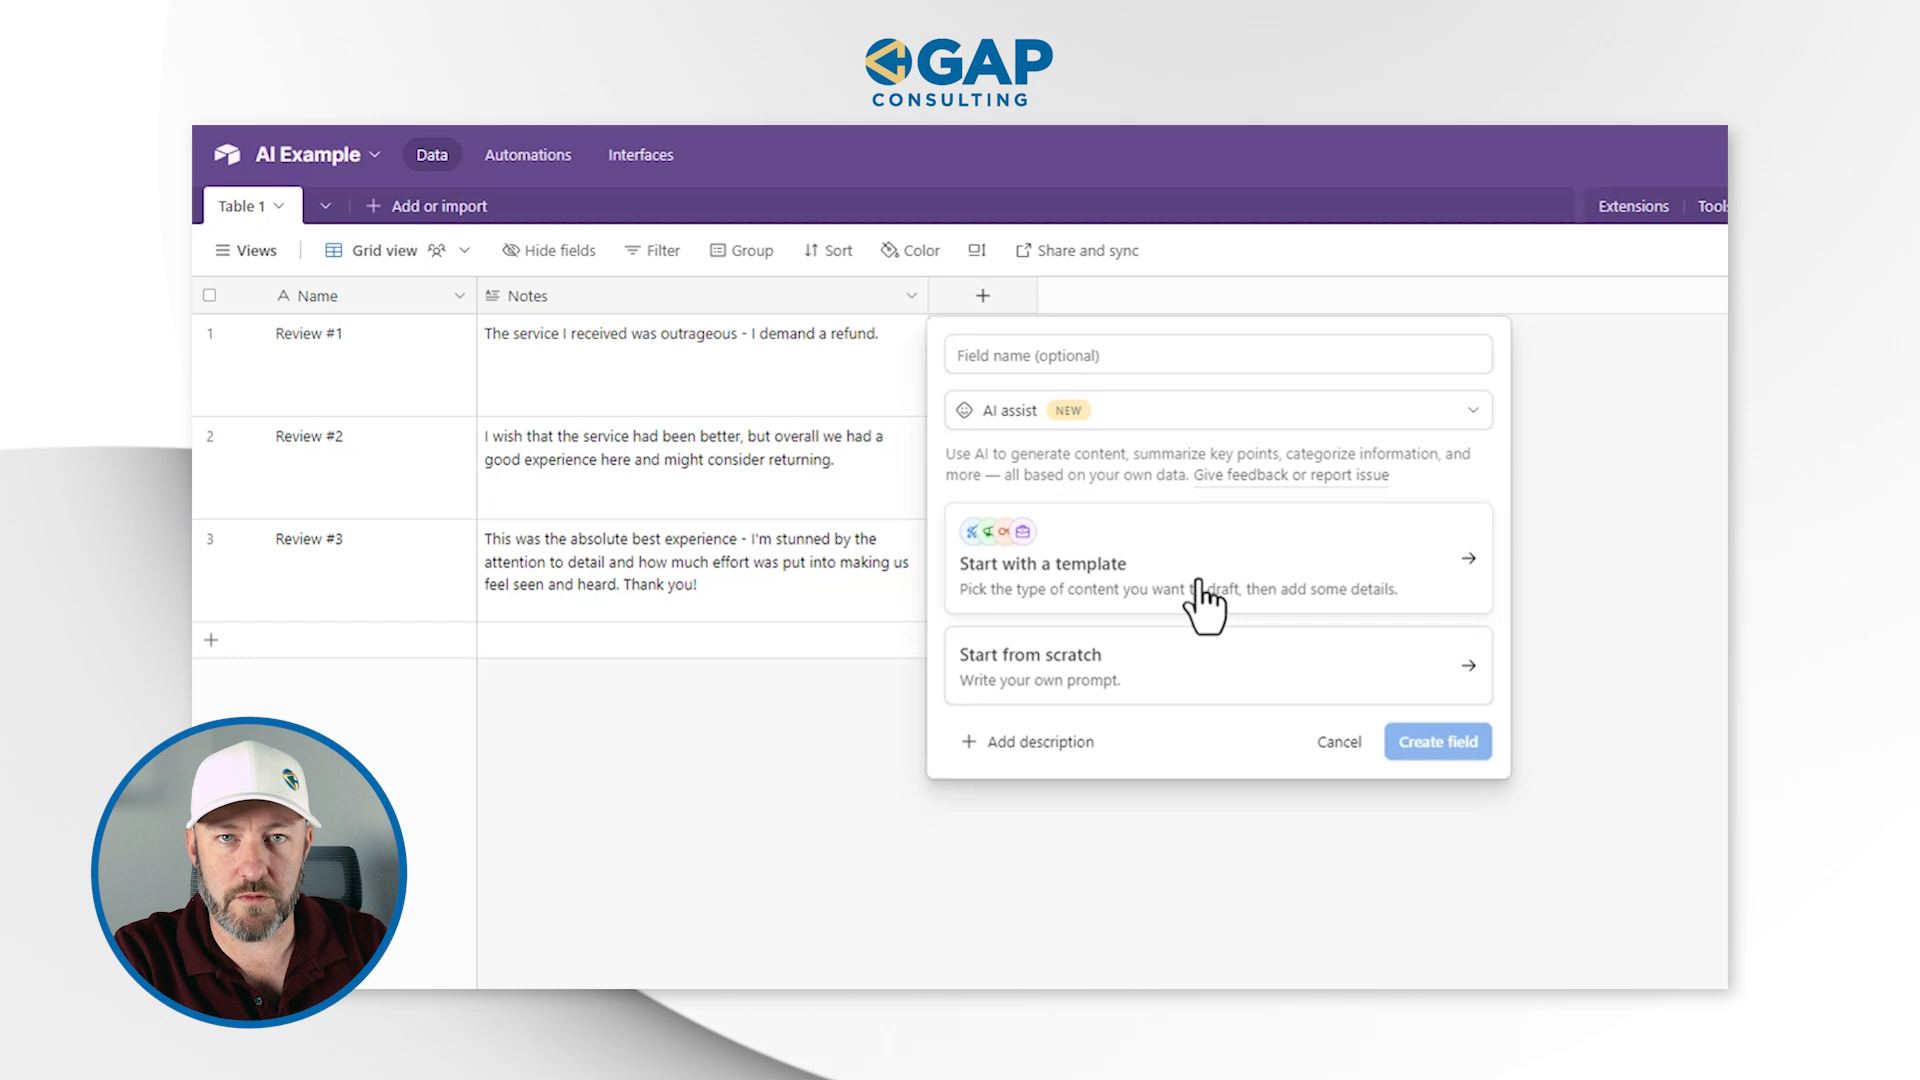 GAP
CONSULTING
AI Example
Data
Automations
Interfaces
Table 1
Add or import
Extensions
Tools
Views
Grid view
Hide fields
Filter
Group
Sort
Color
Share and sync
A Name
Notes
1
Review #1
The service I received was outrageous - I demand a refund.
2
Review #2
I wish that the service had been better, but overall we had a
good experience here and might consider returning.
3
Review #3
This was the absolute best experience - I'm stunned by the
attention to detail and how much effort was put into making us
feel seen and heard. Thank you!
Field name (optional)
AI assist NEW
Use AI to generate content, summarize key points, categorize information, and
more — all based on your own data. Give feedback or report issue
Start with a template
Pick the type of content you want to draft, then add some details.
Start from scratch
Write your own prompt.
Add description
Cancel
Create field